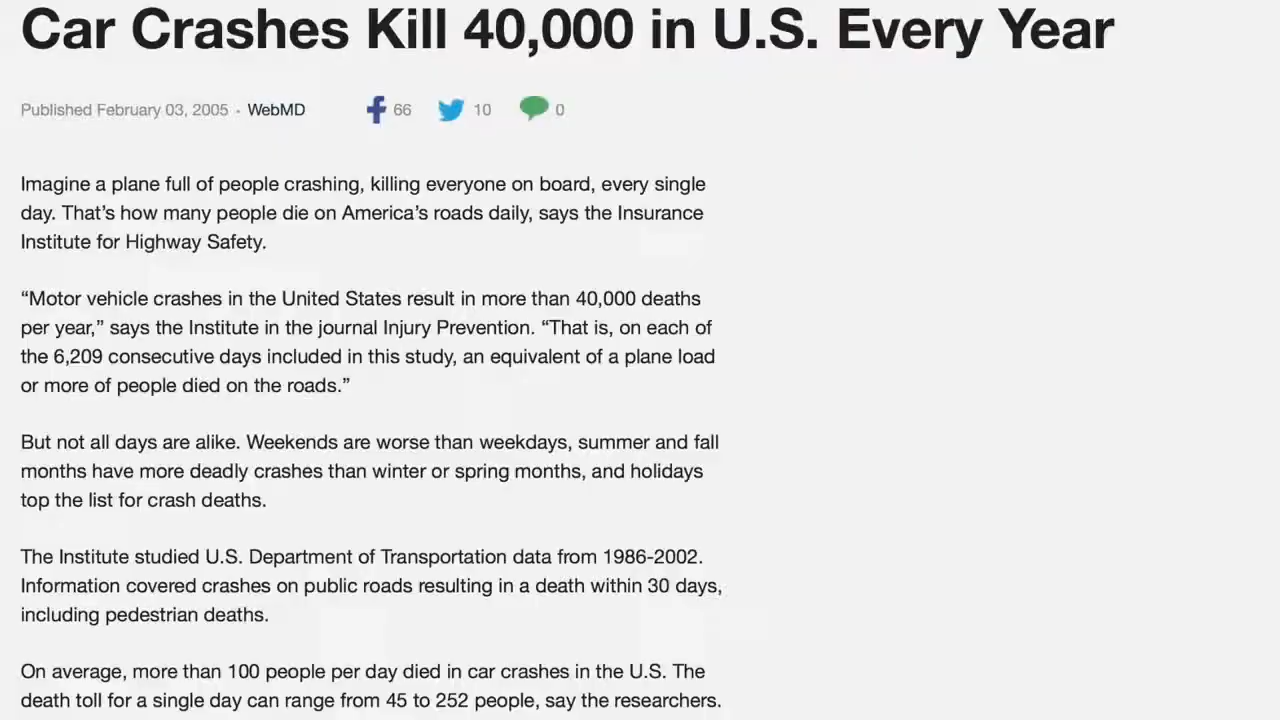 Car Crashes Kill 40,000 in U.S. Every Year
Published February 03, 2005 · WebMD 66 10 0
Imagine a plane full of people crashing, killing everyone on board, every single
day. That’s how many people die on America’s roads daily, says the Insurance
Institute for Highway Safety.
“Motor vehicle crashes in the United States result in more than 40,000 deaths
per year,” says the Institute in the journal Injury Prevention. “That is, on each of
the 6,209 consecutive days included in this study, an equivalent of a plane load
or more of people died on the roads.”
But not all days are alike. Weekends are worse than weekdays, summer and fall
months have more deadly crashes than winter or spring months, and holidays
top the list for crash deaths.
The Institute studied U.S. Department of Transportation data from 1986-2002.
Information covered crashes on public roads resulting in a death within 30 days,
including pedestrian deaths.
On average, more than 100 people per day died in car crashes in the U.S. The
death toll for a single day can range from 45 to 252 people, say the researchers.